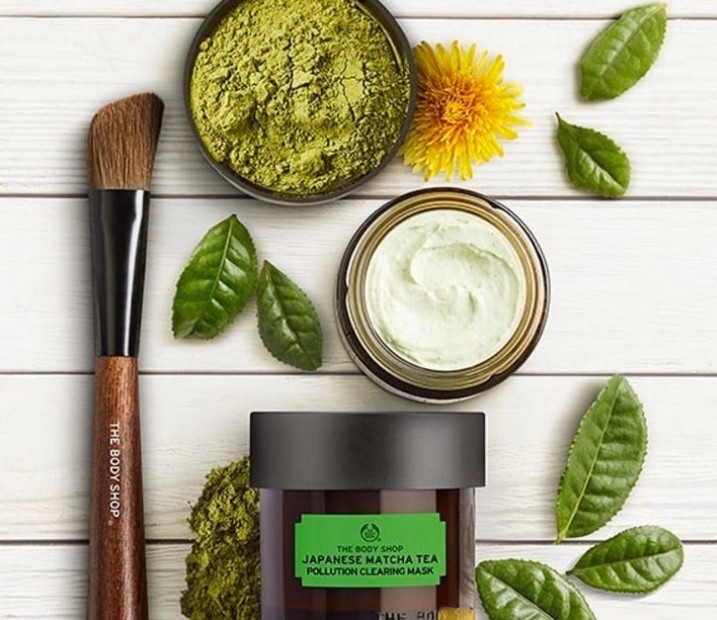 THE BODY SHOP
THE BODY SHOP
JAPANESE MATCHA TEA
POLLUTION CLEARING MASK